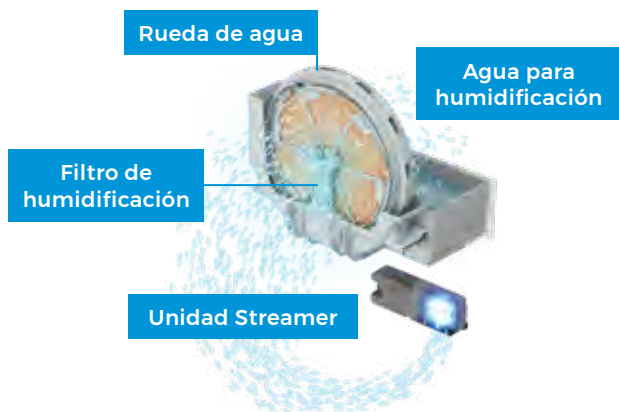 Rueda de agua
Agua para
humidificación
Filtro de
humidificación
Unidad Streamer